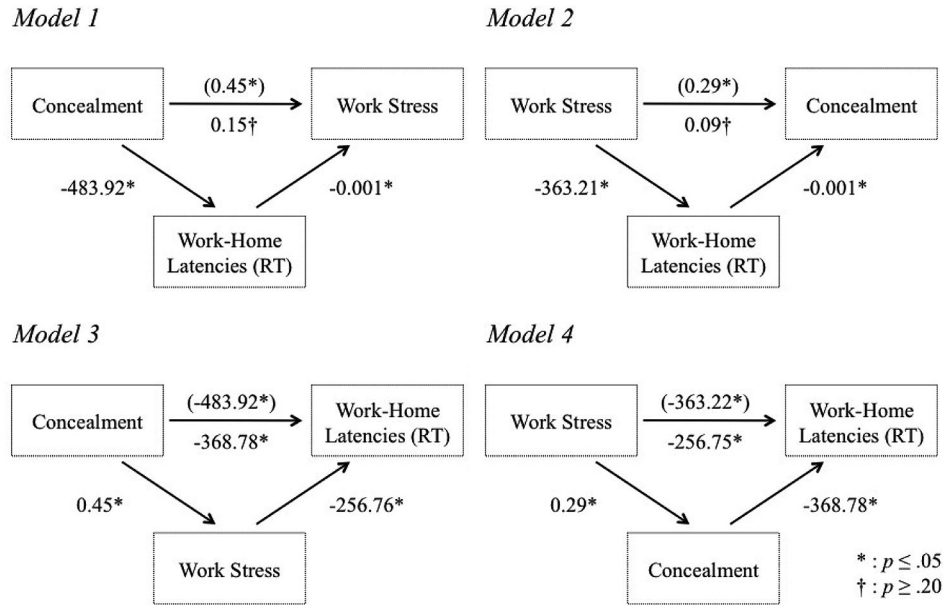 Model 1
Concealment
(0.45*)
0.15†
Work Stress
-483.92*
-0.001*
Work-Home
Latencies (RT)
Model 2
Work Stress
(0.29*)
0.09†
Concealment
-363.21*
-0.001*
Work-Home
Latencies (RT)
Model 3
Concealment
(-483.92*)
-368.78*
Work-Home
Latencies (RT)
0.45*
-256.76*
Work Stress
Model 4
Work Stress
(-363.22*)
-256.75*
Work-Home
Latencies (RT)
0.29*
-368.78*
Concealment
* : p ≤ .05
† : p ≥ .20